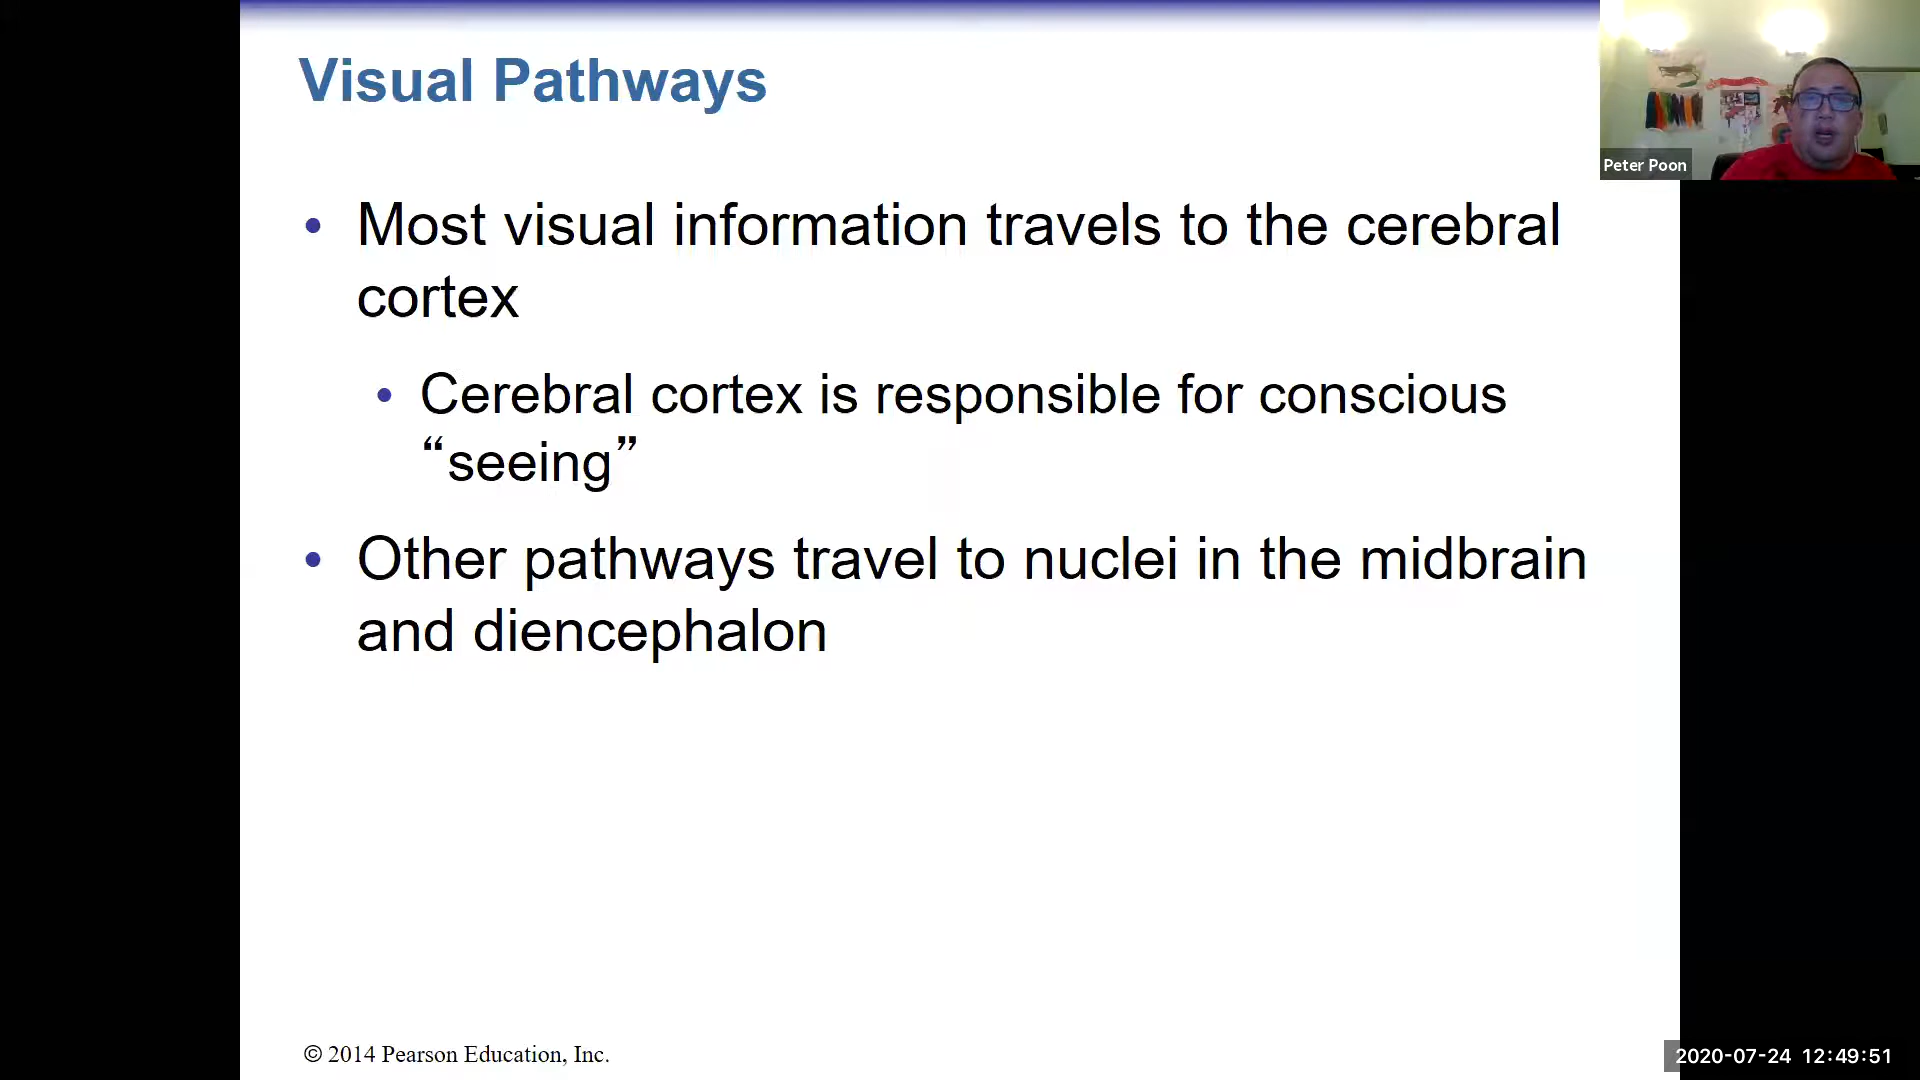 Visual Pathways
Peter Poon
• Most visual information travels to the cerebral
cortex
• Cerebral cortex is responsible for conscious
“seeing”
• Other pathways travel to nuclei in the midbrain
and diencephalon
© 2014 Pearson Education, Inc.
2020-07-24 12:49:51